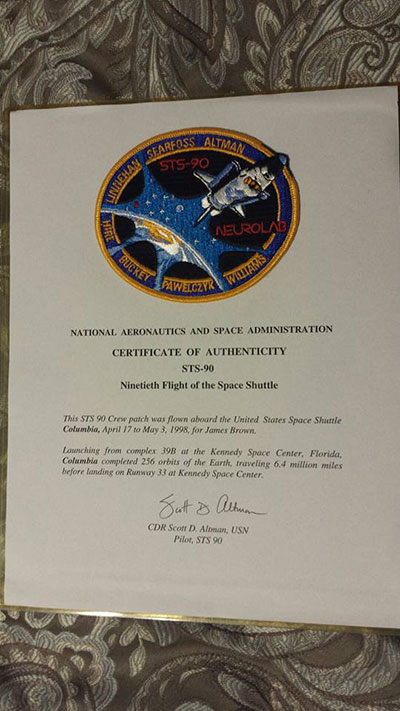 LINNEHAN SEARFOSS ALTMAN
STS-90
NEUROLAB
HIRE BUCKEY PAWELCZYK WILLIAMS
NATIONAL AERONAUTICS AND SPACE ADMINISTRATION
CERTIFICATE OF AUTHENTICITY
STS-90
Ninetieth Flight of the Space Shuttle
This STS 90 Crew patch was flown aboard the United States Space Shuttle
Columbia, April 17 to May 3, 1998, for James Brown.
Launching from complex 39B at the Kennedy Space Center, Florida,
Columbia completed 256 orbits of the Earth, traveling 6.4 million miles
before landing on Runway 33 at Kennedy Space Center.
Scott D Altman
CDR Scott D. Altman, USN
Pilot, STS 90